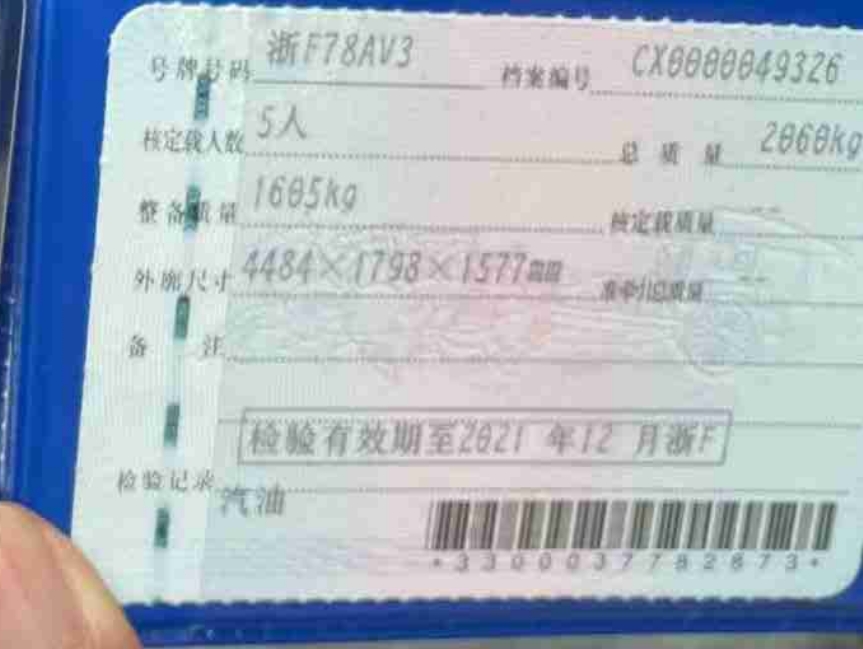 号牌号码 浙F78AV3 档案编号 CX0000049326
核定载人数 5人 总质量 2060kg
整备质量 1605kg 核定载质量 --
外廓尺寸 4484×1798×1577mm 准牵引总质量 --
备注
检验有效期至2021 年12 月浙F
检验记录
汽油
*3300037782873*